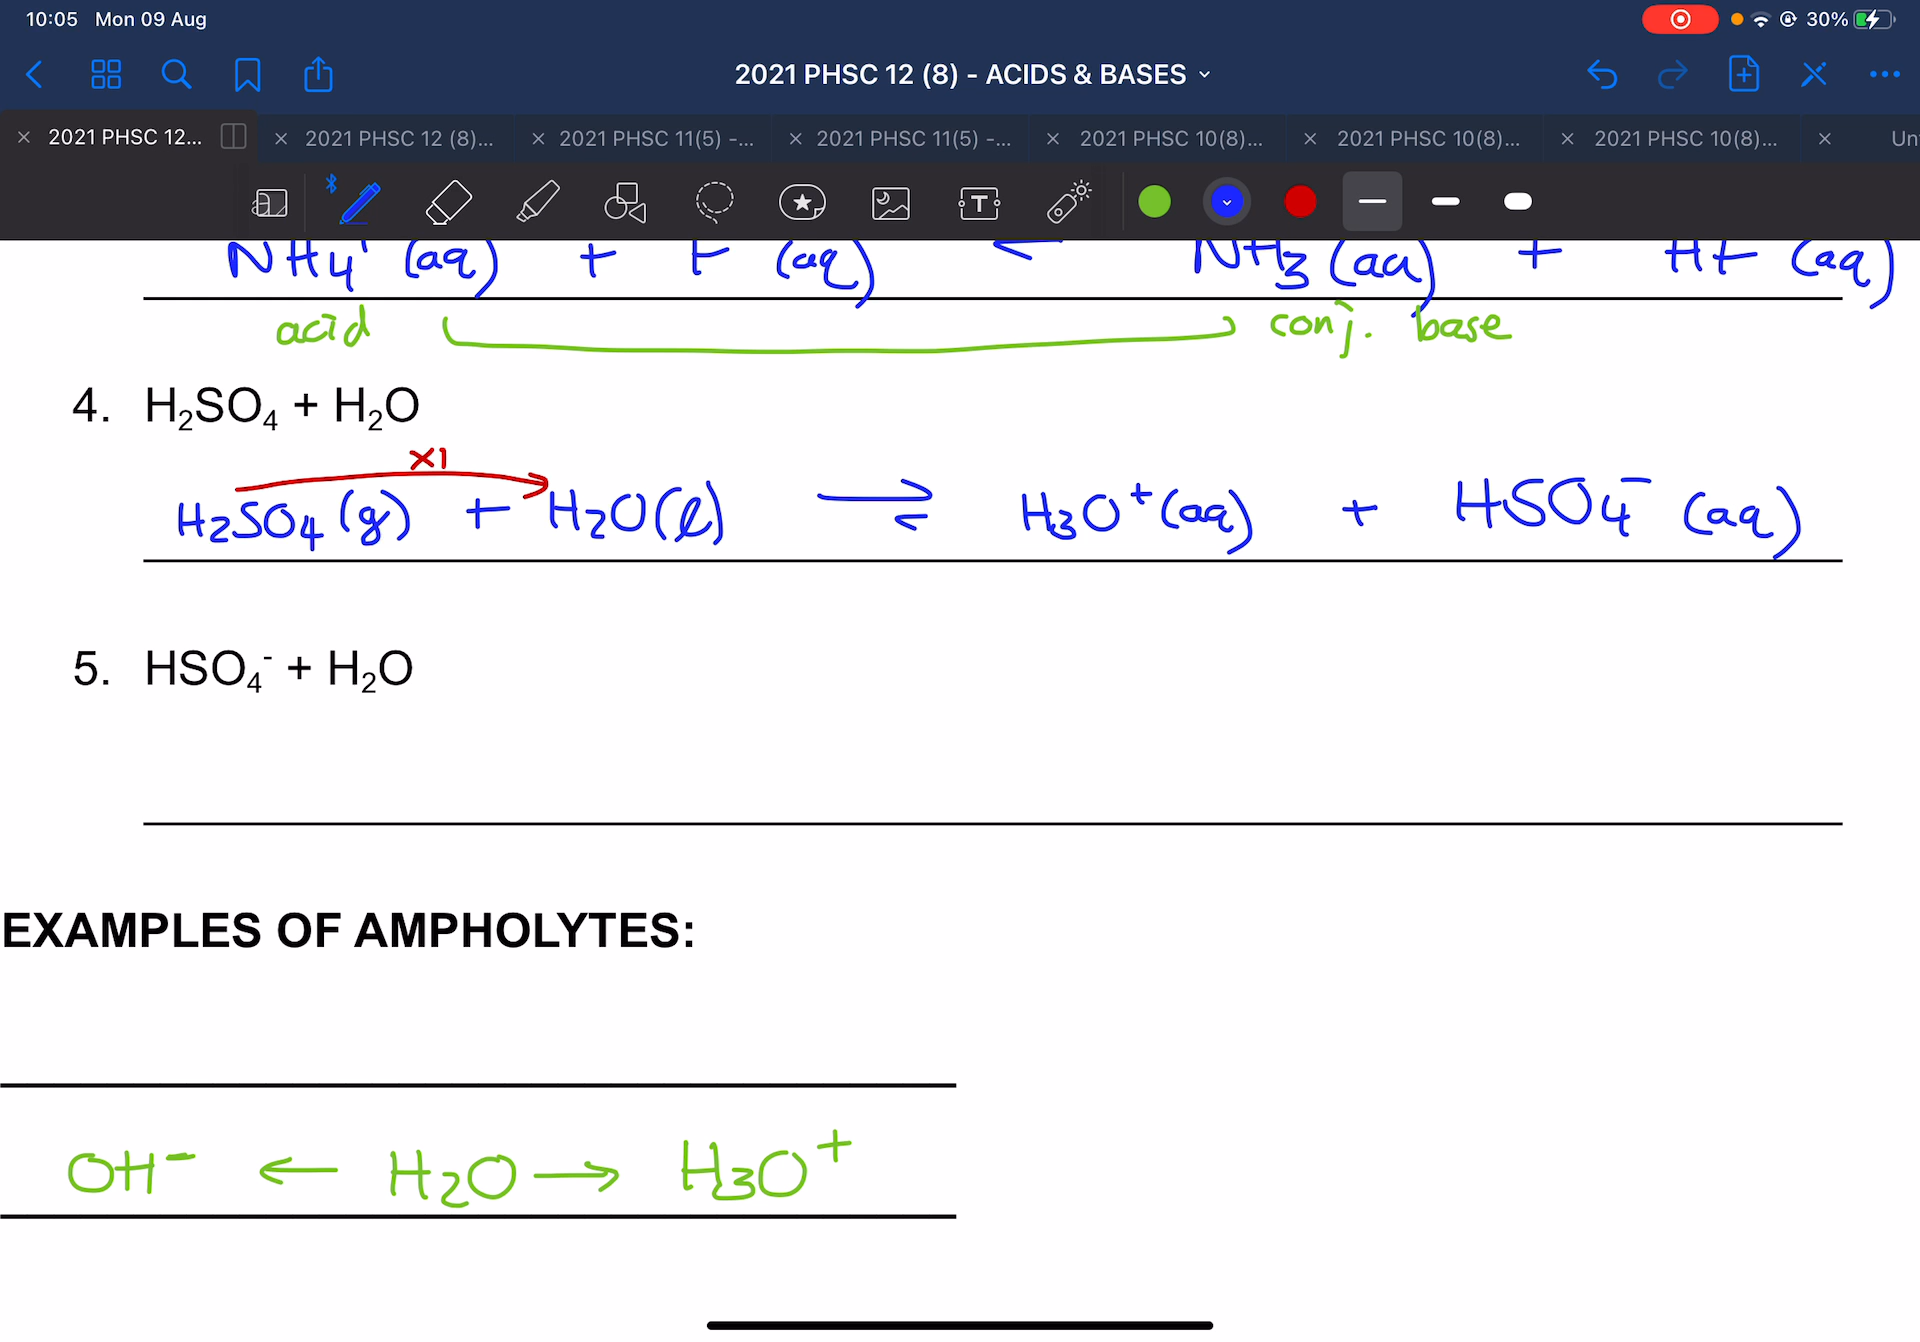 10:05 Mon 09 Aug 30%
2021 PHSC 12 (8) - ACIDS & BASES
2021 PHSC 12... 2021 PHSC 12 (8)... 2021 PHSC 11(5) -... 2021 PHSC 11(5) -... 2021 PHSC 10(8)... 2021 PHSC 10(8)... 2021 PHSC 10(8)... Un
NH₄⁺ (aq) + (aq) NH₃ (aq) + (aq)
acid conj. base
4. H₂SO₄ + H₂O
×1
H₂SO₄(g) + H₂O(l) ⇌ H₃O⁺(aq) + HSO₄⁻ (aq)
5. HSO₄⁻ + H₂O
EXAMPLES OF AMPHOLYTES:
OH⁻ ← H₂O → H₃O⁺